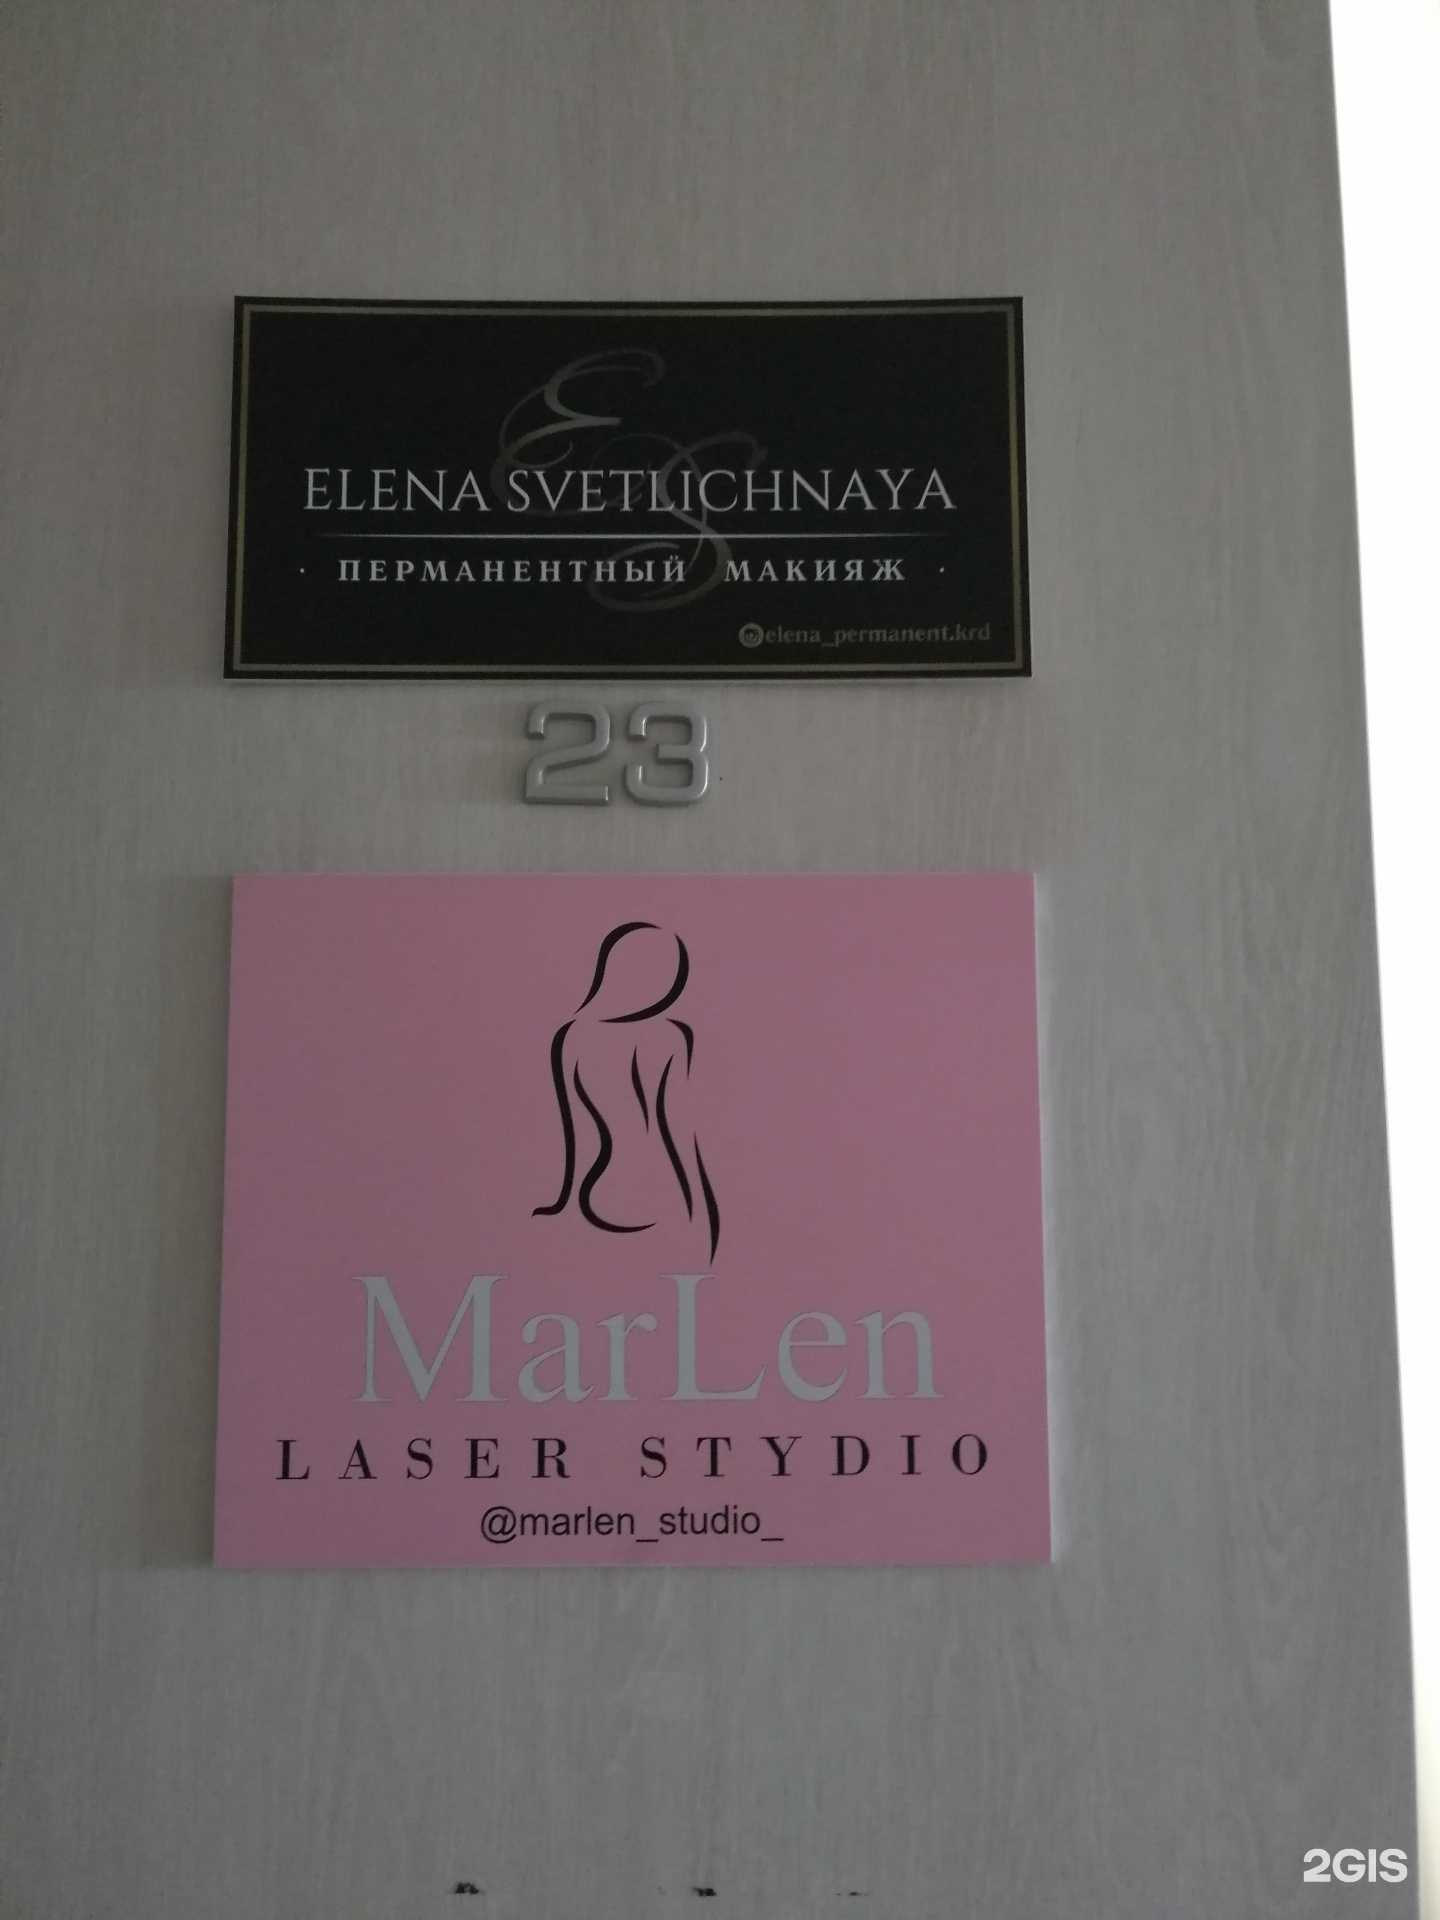 ELENA SVETLICHNAYA
· ПЕРМАНЕНТНЫЙ МАКИЯЖ ·
elena_permanent.krd
23
MarLen
LASER STYDIO
@marlen_studio_
2GIS